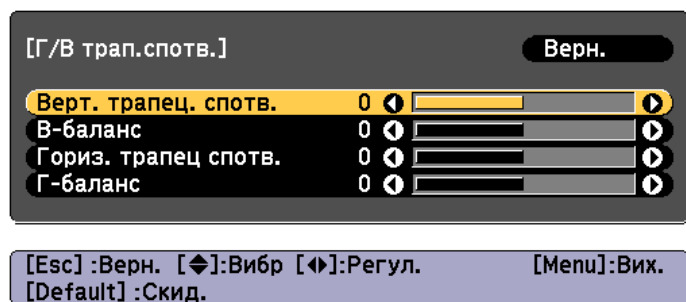 [Г/В трап.спотв.] Верн.
Верт. трапец. спотв. 0
В-баланс 0
Гориз. трапец спотв. 0
Г-баланс 0
[Esc] :Верн. [◆]:Вибр [◆]:Регул. [Menu]:Вих.
[Default] :Скид.